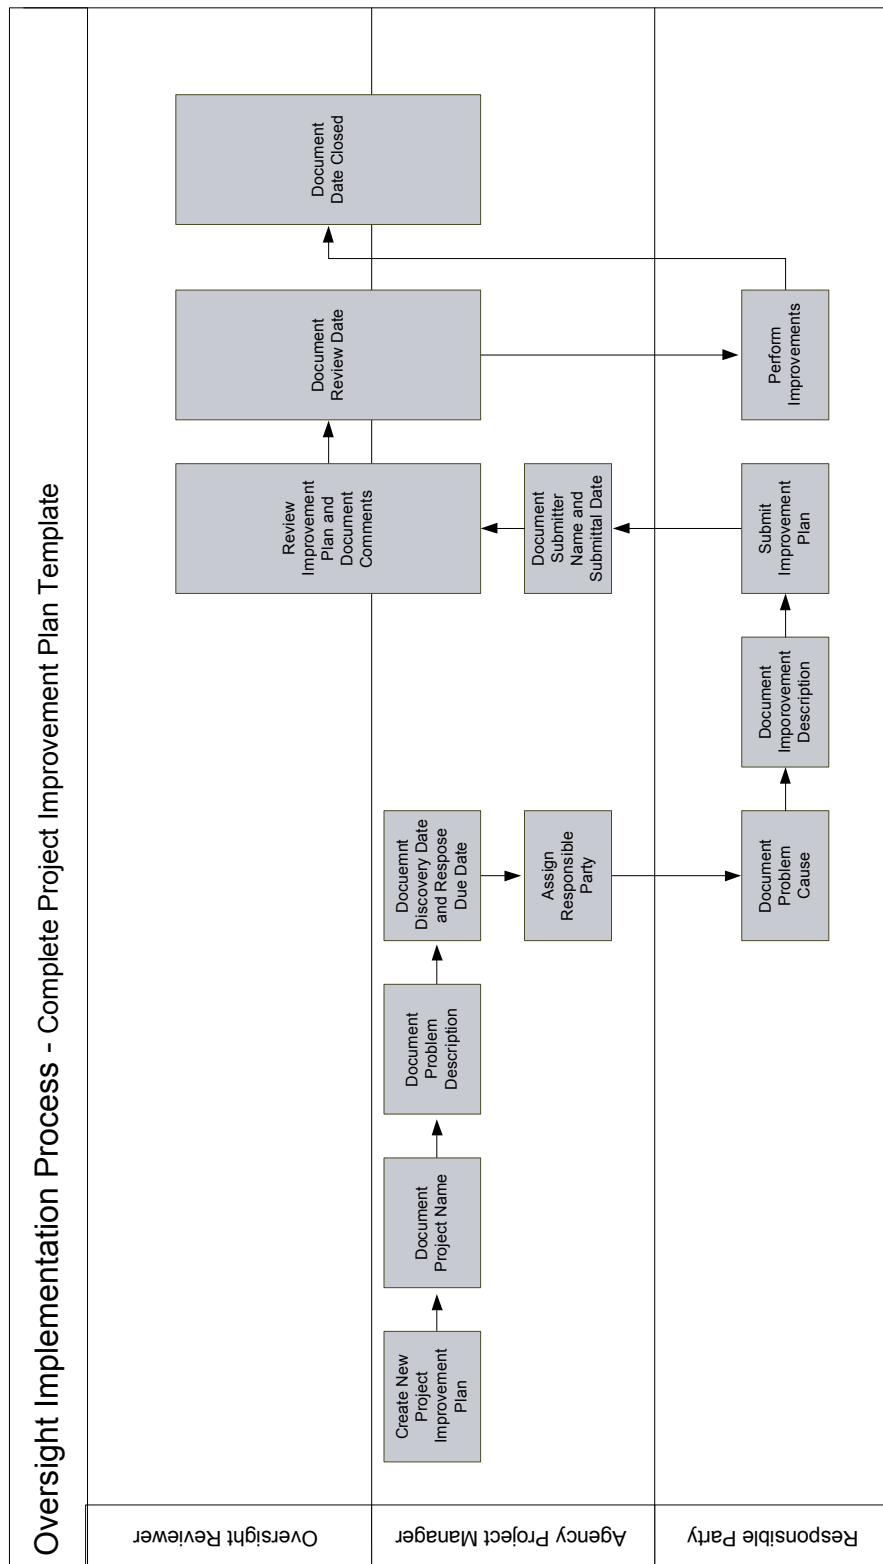 Oversight Implementation Process - Complete Project Improvement Plan Template
Oversight Reviewer
Agency Project Manager
Responsible Party
Create New
Project
Improvement
Plan
Document
Project Name
Document
Problem
Description
Docuemnt
Discovery Date
and Respose
Due Date
Assign
Responsible
Party
Document
Problem
Cause
Document
Imporovement
Description
Submit
Improvement
Plan
Document
Submitter
Name and
Submittal Date
Review
Improvement
Plan and
Document
Comments
Document
Review Date
Perform
Improvements
Document
Date Closed